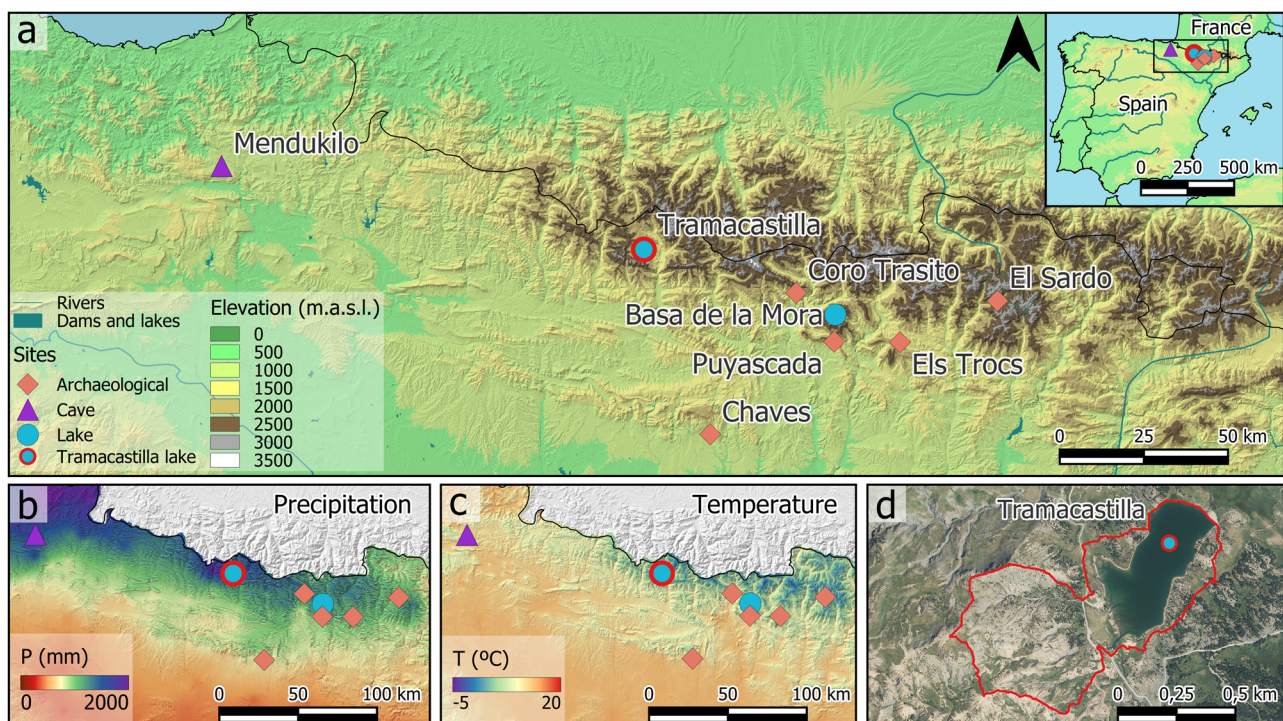 a
Mendukilo
Tramacastilla
Coro Trasito
El Sardo
Basa de la Mora
Puyascada
Els Trocs
Chaves
Rivers
Dams and lakes
Sites
Archaeological
Cave
Lake
Tramacastilla lake
Elevation (m.a.s.l.)
0
500
1000
1500
2000
2500
3000
3500
0 25 50 km
France
Spain
0 250 500 km
b
Precipitation
P (mm)
0 2000
0 50 100 km
c
Temperature
T (ºC)
-5 20
0 50 100 km
d
Tramacastilla
0 0,25 0,5 km